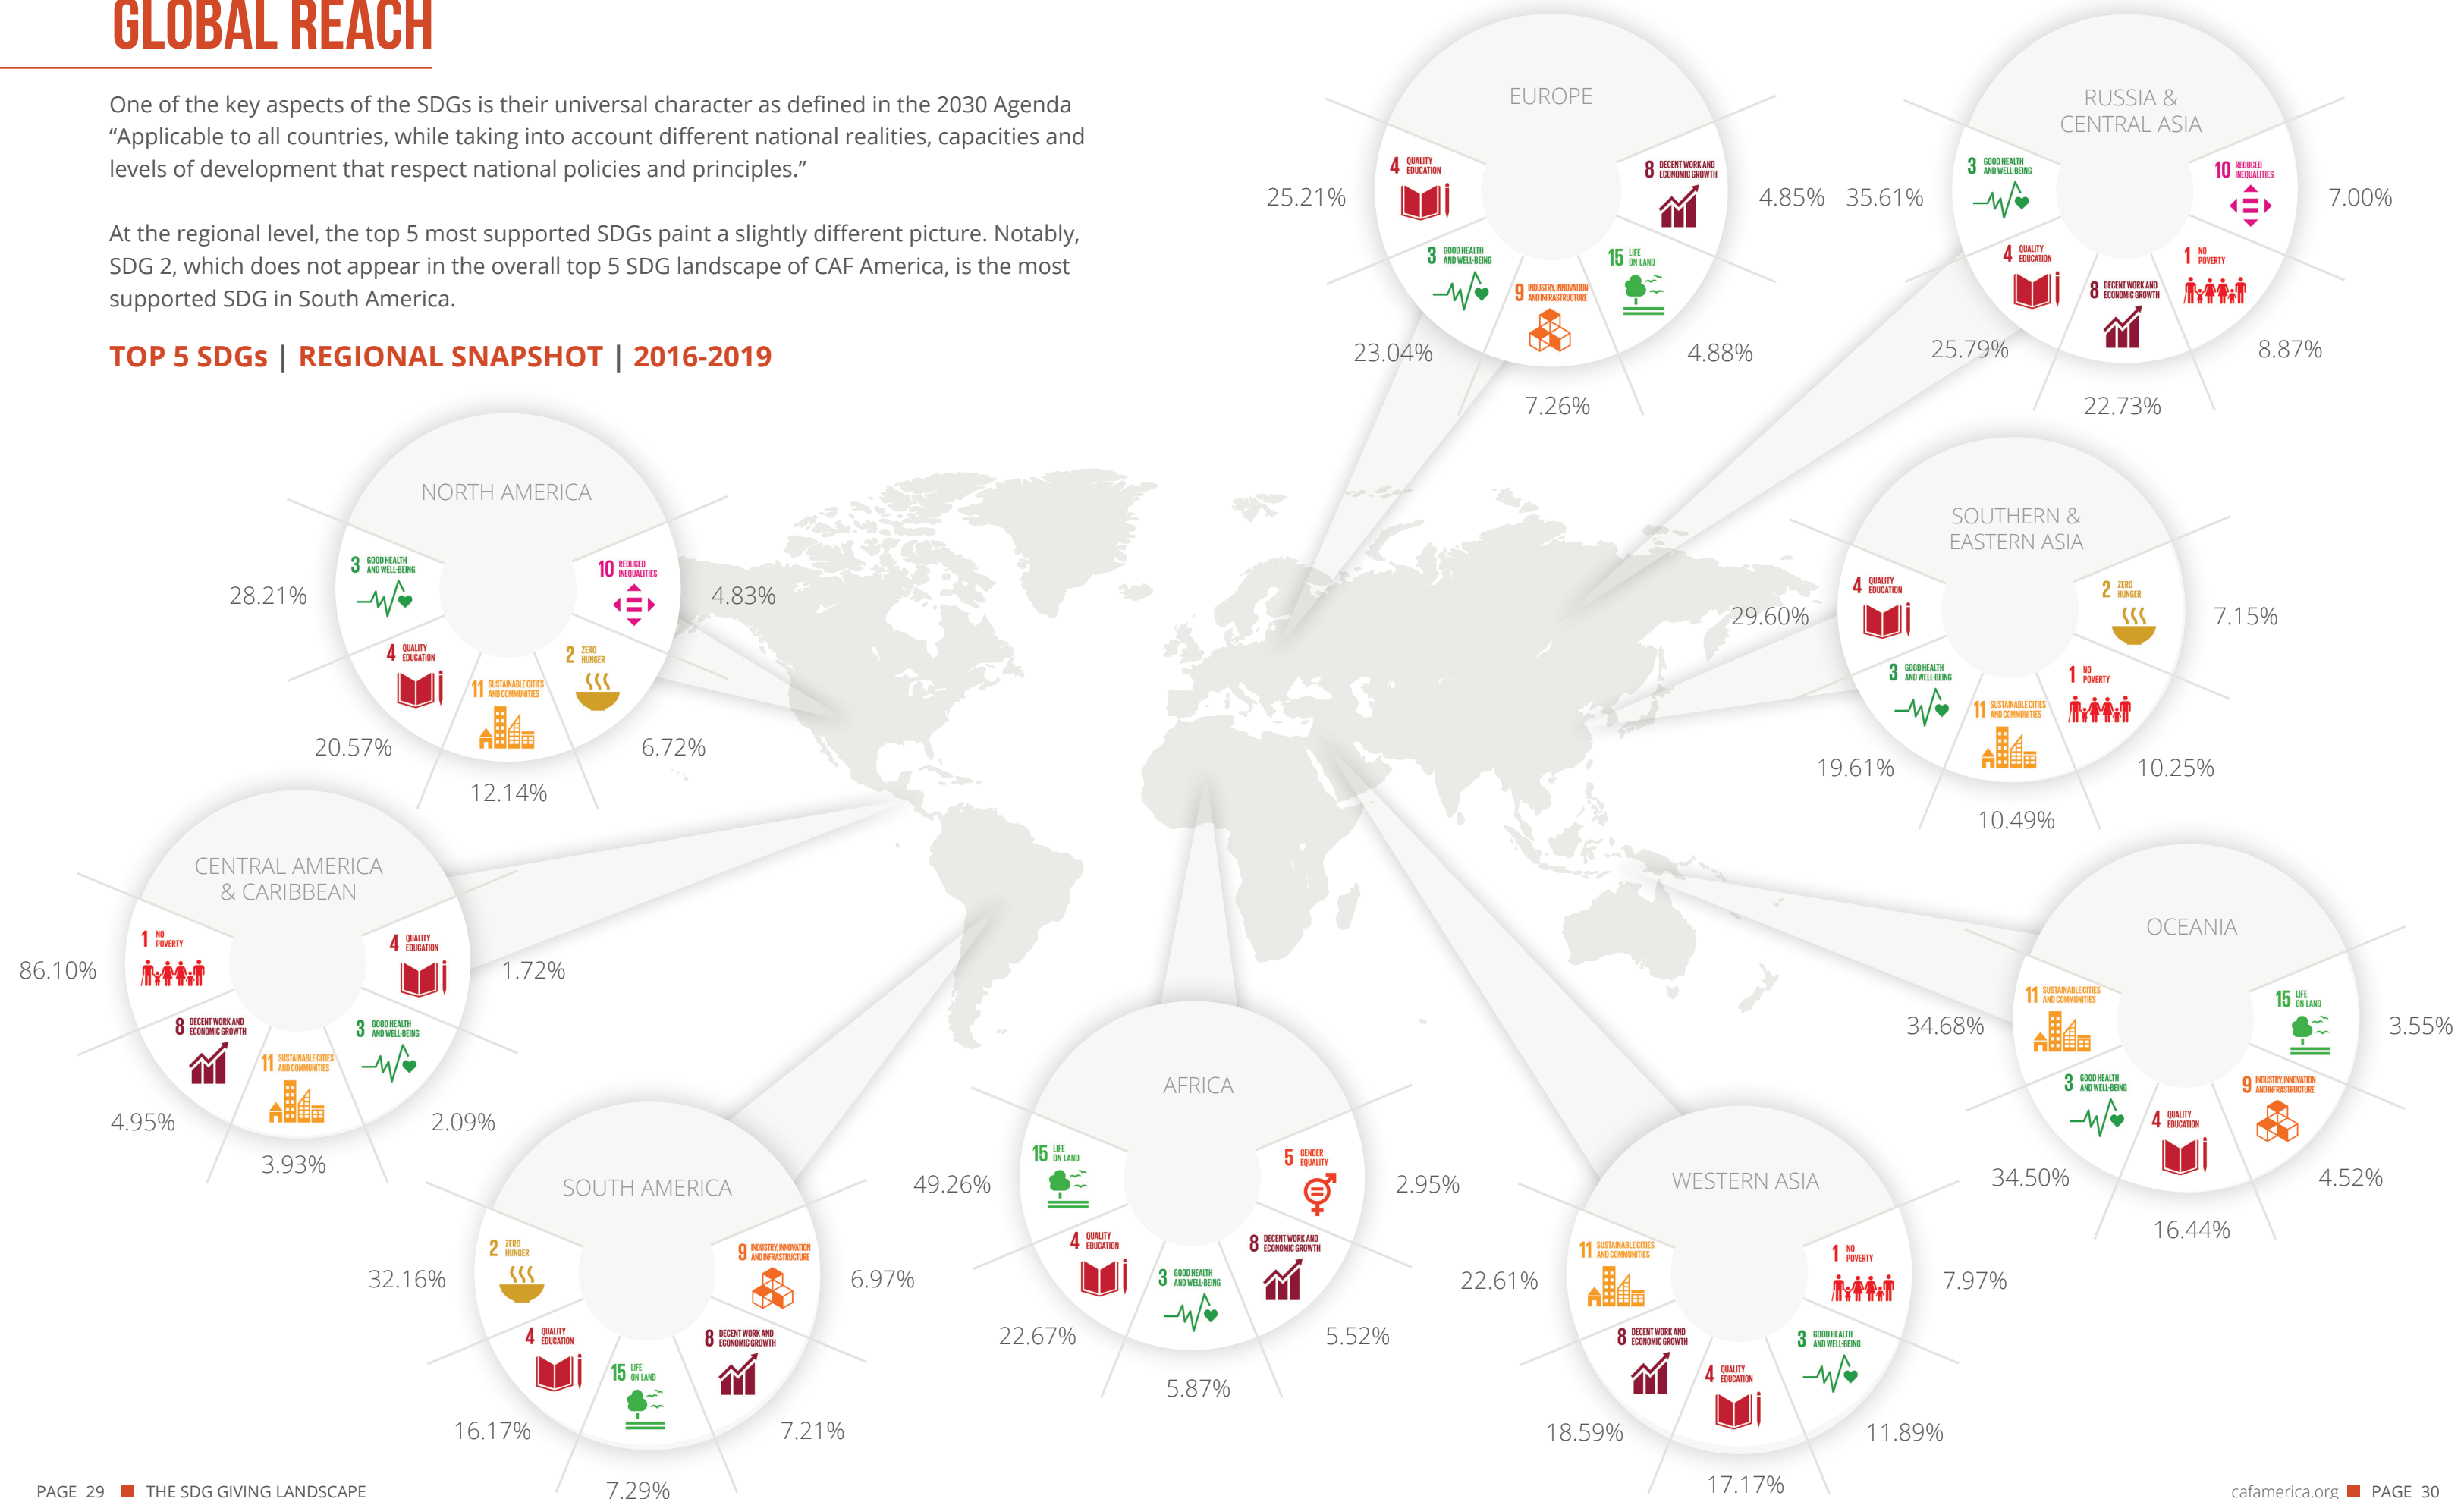 GLOBAL REACH
One of the key aspects of the SDGs is their universal character as defined in the 2030 Agenda
“Applicable to all countries, while taking into account different national realities, capacities and
levels of development that respect national policies and principles.”
At the regional level, the top 5 most supported SDGs paint a slightly different picture. Notably,
SDG 2, which does not appear in the overall top 5 SDG landscape of CAF America, is the most
supported SDG in South America.
TOP 5 SDGs | REGIONAL SNAPSHOT | 2016-2019
EUROPE
4 QUALITY
EDUCATION
25.21%
3 GOOD HEALTH
AND WELL-BEING
23.04%
9 INDUSTRY, INNOVATION
AND INFRASTRUCTURE
7.26%
15 LIFE
ON LAND
4.88%
8 DECENT WORK AND
ECONOMIC GROWTH
4.85%
RUSSIA &
CENTRAL ASIA
3 GOOD HEALTH
AND WELL-BEING
35.61%
4 QUALITY
EDUCATION
25.79%
8 DECENT WORK AND
ECONOMIC GROWTH
22.73%
1 NO
POVERTY
8.87%
10 REDUCED
INEQUALITIES
7.00%
NORTH AMERICA
3 GOOD HEALTH
AND WELL-BEING
28.21%
4 QUALITY
EDUCATION
20.57%
11 SUSTAINABLE CITIES
AND COMMUNITIES
12.14%
2 ZERO
HUNGER
6.72%
10 REDUCED
INEQUALITIES
4.83%
SOUTHERN &
EASTERN ASIA
4 QUALITY
EDUCATION
29.60%
3 GOOD HEALTH
AND WELL-BEING
19.61%
11 SUSTAINABLE CITIES
AND COMMUNITIES
10.49%
1 NO
POVERTY
10.25%
2 ZERO
HUNGER
7.15%
CENTRAL AMERICA
& CARIBBEAN
1 NO
POVERTY
86.10%
8 DECENT WORK AND
ECONOMIC GROWTH
4.95%
11 SUSTAINABLE CITIES
AND COMMUNITIES
3.93%
3 GOOD HEALTH
AND WELL-BEING
2.09%
4 QUALITY
EDUCATION
1.72%
OCEANIA
11 SUSTAINABLE CITIES
AND COMMUNITIES
34.68%
3 GOOD HEALTH
AND WELL-BEING
34.50%
4 QUALITY
EDUCATION
16.44%
9 INDUSTRY, INNOVATION
AND INFRASTRUCTURE
4.52%
15 LIFE
ON LAND
3.55%
SOUTH AMERICA
2 ZERO
HUNGER
32.16%
4 QUALITY
EDUCATION
16.17%
15 LIFE
ON LAND
7.29%
8 DECENT WORK AND
ECONOMIC GROWTH
7.21%
9 INDUSTRY, INNOVATION
AND INFRASTRUCTURE
6.97%
AFRICA
15 LIFE
ON LAND
49.26%
4 QUALITY
EDUCATION
22.67%
3 GOOD HEALTH
AND WELL-BEING
5.87%
8 DECENT WORK AND
ECONOMIC GROWTH
5.52%
5 GENDER
EQUALITY
2.95%
WESTERN ASIA
11 SUSTAINABLE CITIES
AND COMMUNITIES
22.61%
8 DECENT WORK AND
ECONOMIC GROWTH
18.59%
4 QUALITY
EDUCATION
17.17%
3 GOOD HEALTH
AND WELL-BEING
11.89%
1 NO
POVERTY
7.97%
PAGE 29 ■ THE SDG GIVING LANDSCAPE
cafamerica.org ■ PAGE 30